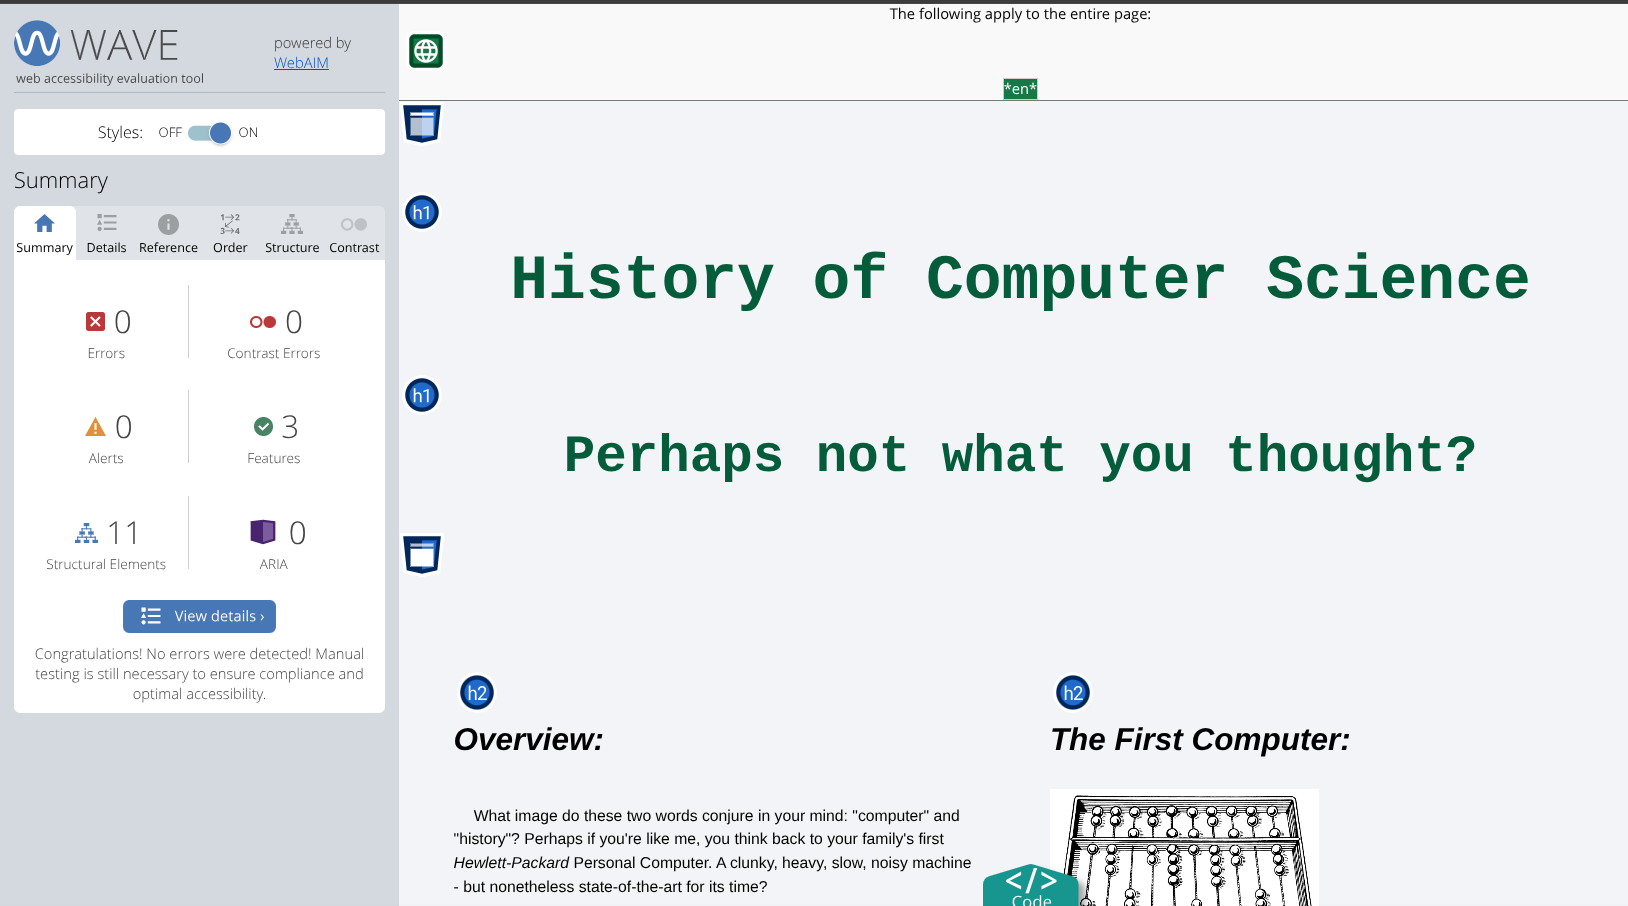 WAVE
powered by
WebAIM
web accessibility evaluation tool
Styles: OFF ON
Summary
Summary Details Reference Order Structure Contrast
0 Errors
0 Contrast Errors
0 Alerts
3 Features
11 Structural Elements
0 ARIA
View details ›
Congratulations! No errors were detected! Manual
testing is still necessary to ensure compliance and
optimal accessibility.
The following apply to the entire page:
*en*
h1
History of Computer Science
h1
Perhaps not what you thought?
h2
Overview:
What image do these two words conjure in your mind: "computer" and
"history"? Perhaps if you're like me, you think back to your family's first
Hewlett-Packard Personal Computer. A clunky, heavy, slow, noisy machine
- but nonetheless state-of-the-art for its time?
h2
The First Computer:
</>
Code